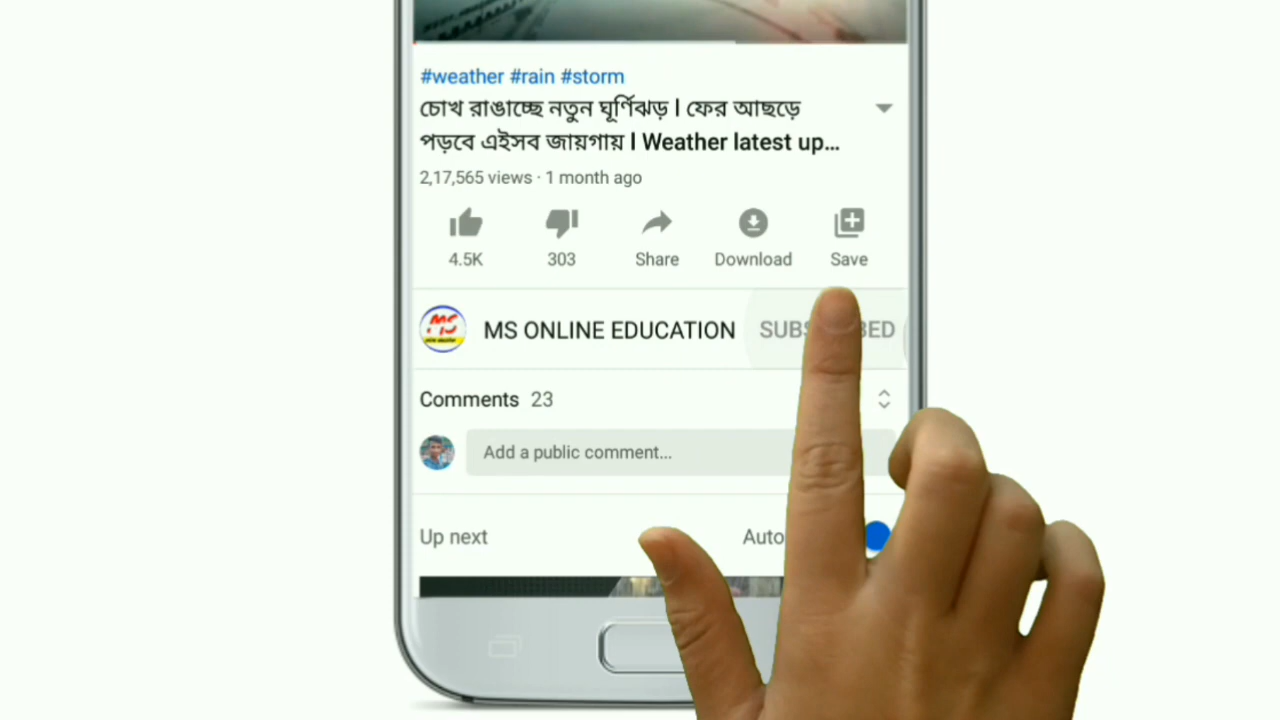 #weather #rain #storm
চোখ রাঙাচ্ছে নতুন ঘূর্ণিঝড় l ফের আছড়ে
পড়বে এইসব জায়গায় l Weather latest up...
2,17,565 views · 1 month ago
4.5K 303 Share Download Save
MS
MS ONLINE EDUCATION
Comments 23
Add a public comment...
Up next